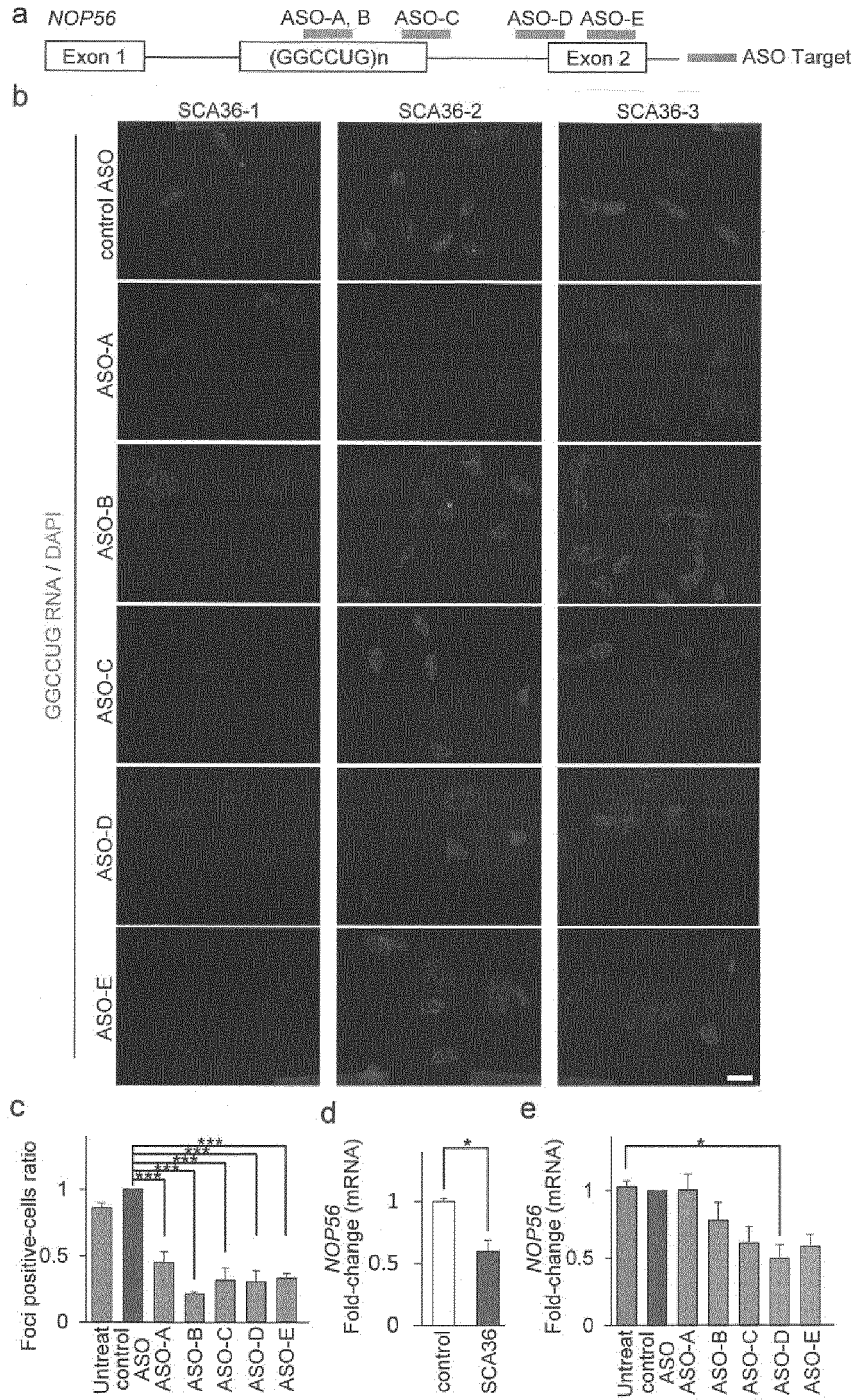 a
NOP56
ASO-A, B
ASO-C
ASO-D
ASO-E
Exon 1
(GGCCUG)n
Exon 2
ASO Target
b
SCA36-1
SCA36-2
SCA36-3
GGCCUG RNA / DAPI
control ASO
ASO-A
ASO-B
ASO-C
ASO-D
ASO-E
c
Foci positive-cells ratio
1
0.5
0
***
***
***
***
***
Untreat
control
ASO
ASO-A
ASO-B
ASO-C
ASO-D
ASO-E
d
NOP56
Fold-change (mRNA)
1
0.5
0
*
control
SCA36
e
NOP56
Fold-change (mRNA)
1
0.5
0
*
Untreat
control
ASO
ASO-A
ASO-B
ASO-C
ASO-D
ASO-E